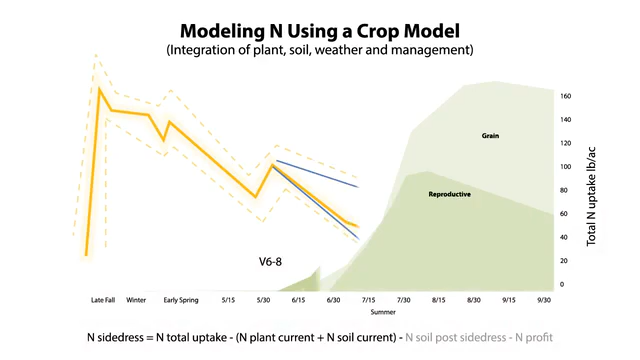 Modeling N Using a Crop Model
(Integration of plant, soil, weather and management)
160
140
120
100
80
60
40
20
0
Total N uptake lb/ac
Grain
Reproductive
V6-8
Late Fall Winter Early Spring 5/15 5/30 6/15 6/30 7/15 7/30 8/15 8/30 9/15 9/30
Summer
N sidedress = N total uptake - (N plant current + N soil current) - N soil post sidedress - N profit